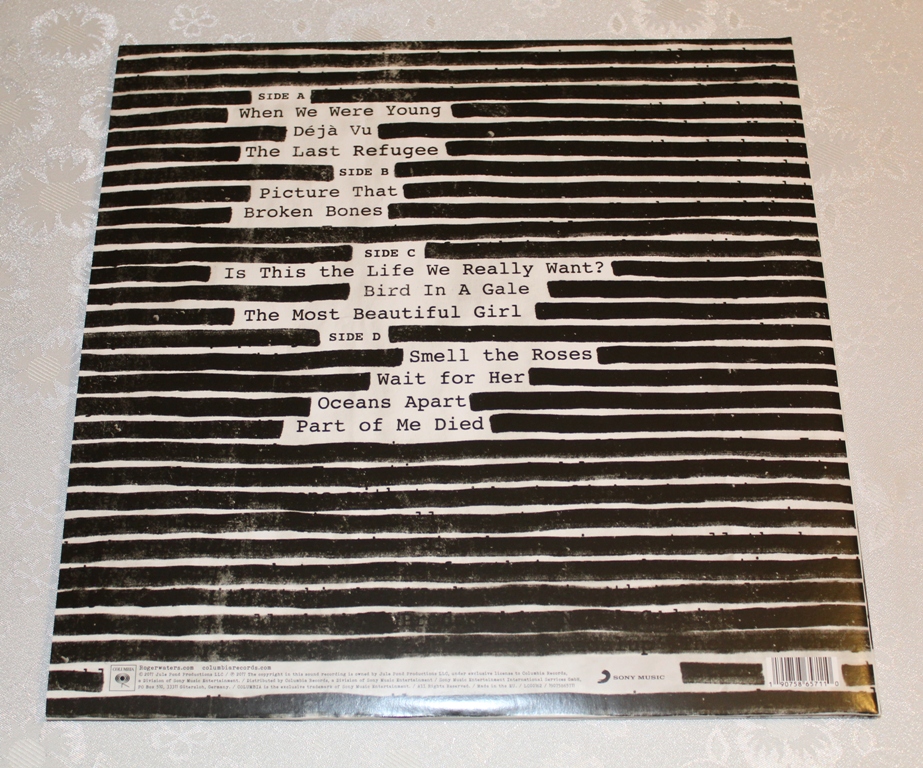 SIDE A
When We Were Young
Déjà Vu
The Last Refugee
SIDE B
Picture That
Broken Bones
SIDE C
Is This the Life We Really Want?
Bird In A Gale
The Most Beautiful Girl
SIDE D
Smell the Roses
Wait for Her
Oceans Apart
Part of Me Died
COLUMBIA
Rogerwaters.com columbiarecords.com
SONY MUSIC